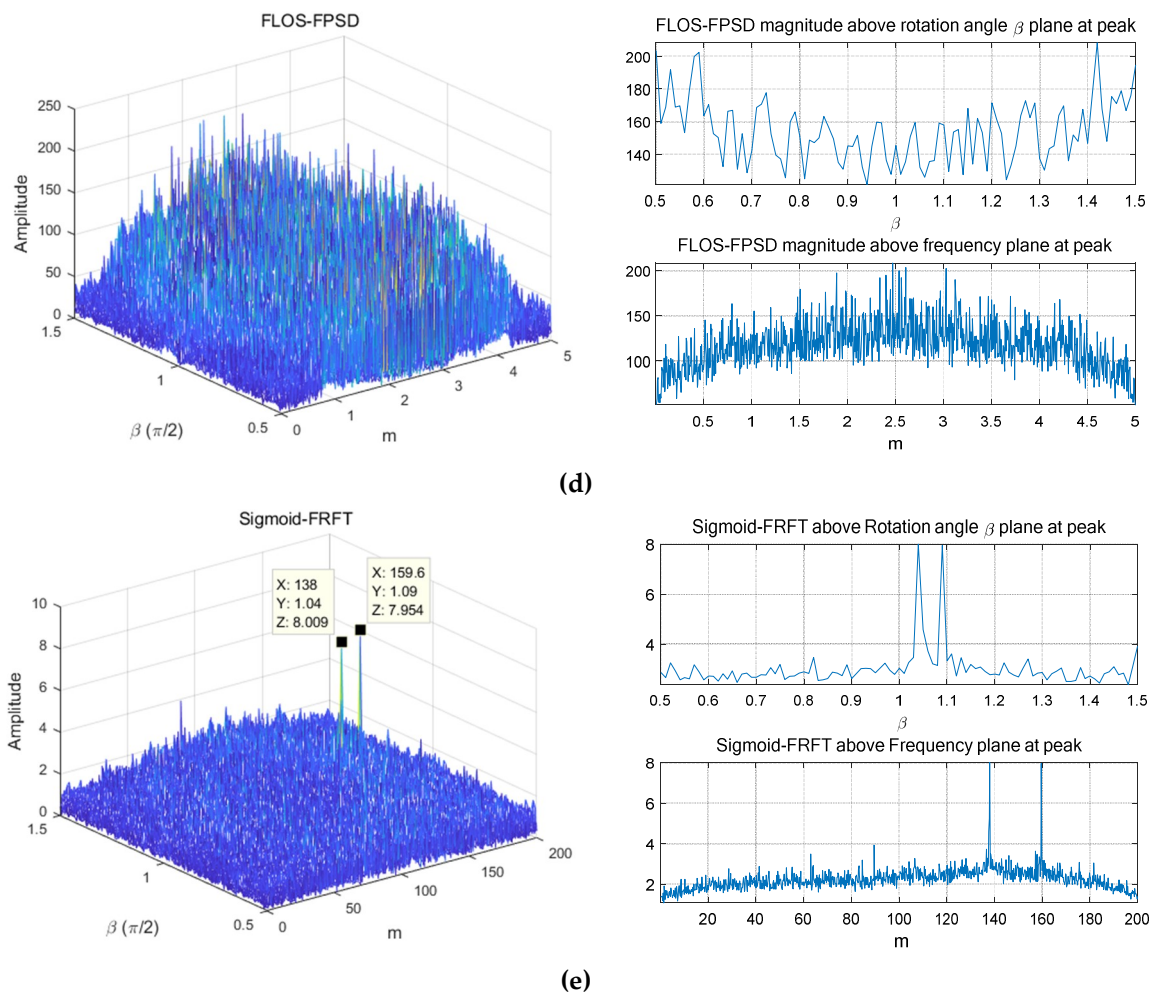 FLOS-FPSD
250
200
150
100
50
0
Amplitude
1.5
1
0.5
β (π/2)
0
1
2
3
4
5
m
FLOS-FPSD magnitude above rotation angle β plane at peak
200
180
160
140
0.5 0.6 0.7 0.8 0.9 1 1.1 1.2 1.3 1.4 1.5
β
FLOS-FPSD magnitude above frequency plane at peak
200
150
100
0.5 1 1.5 2 2.5 3 3.5 4 4.5 5
m
(d)
Sigmoid-FRFT
X: 138
Y: 1.04
Z: 8.009
X: 159.6
Y: 1.09
Z: 7.954
10
8
6
4
2
0
Amplitude
1.5
1
0.5
β (π/2)
0
50
100
150
200
m
Sigmoid-FRFT above Rotation angle β plane at peak
8
6
4
0.5 0.6 0.7 0.8 0.9 1 1.1 1.2 1.3 1.4 1.5
β
Sigmoid-FRFT above Frequency plane at peak
8
6
4
2
20 40 60 80 100 120 140 160 180 200
m
(e)